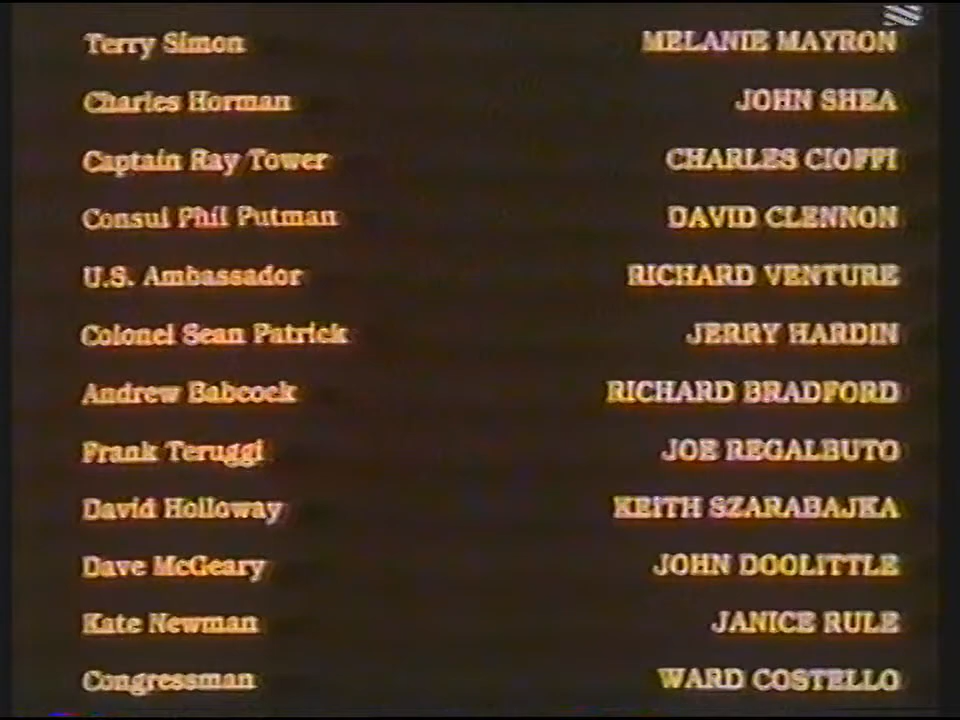 Terry Simon MELANIE MAYRON
Charles Horman JOHN SHEA
Captain Ray Tower CHARLES CIOFFI
Consul Phil Putman DAVID CLENNON
U.S. Ambassador RICHARD VENTURE
Colonel Sean Patrick JERRY HARDIN
Andrew Babcock RICHARD BRADFORD
Frank Teruggi JOE REGALBUTO
David Holloway KEITH SZARABAJKA
Dave McGeary JOHN DOOLITTLE
Kate Newman JANICE RULE
Congressman WARD COSTELLO